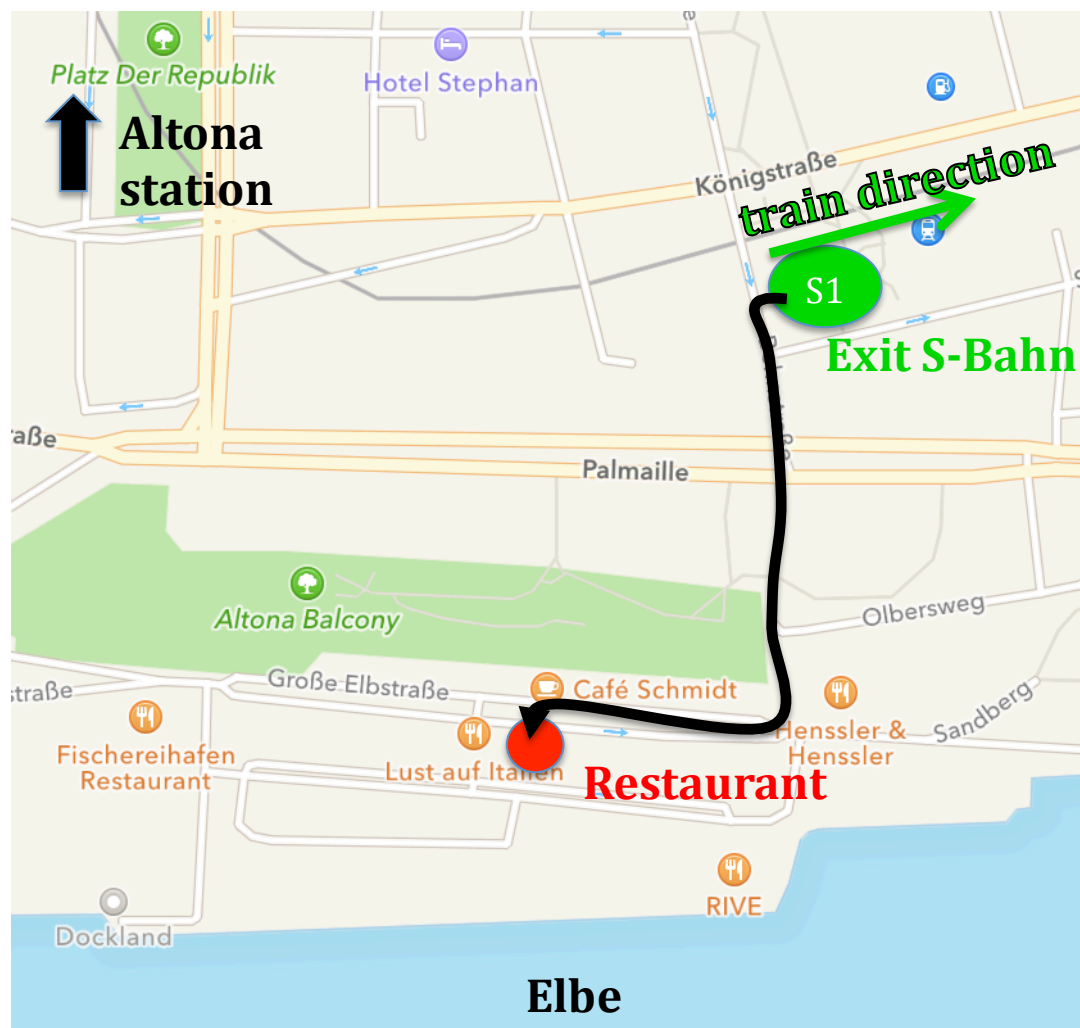 Platz Der Republik
Hotel Stephan
Altona
station
Königstraße
train direction
S1
Exit S-Bahn
aße
Palmaille
Altona Balcony
Olbersweg
Große Elbstraße
straße
Café Schmidt
Sandberg
Henssler &
Henssler
Fischereihafen
Restaurant
Lust auf Italien
Restaurant
RIVE
Dockland
Elbe